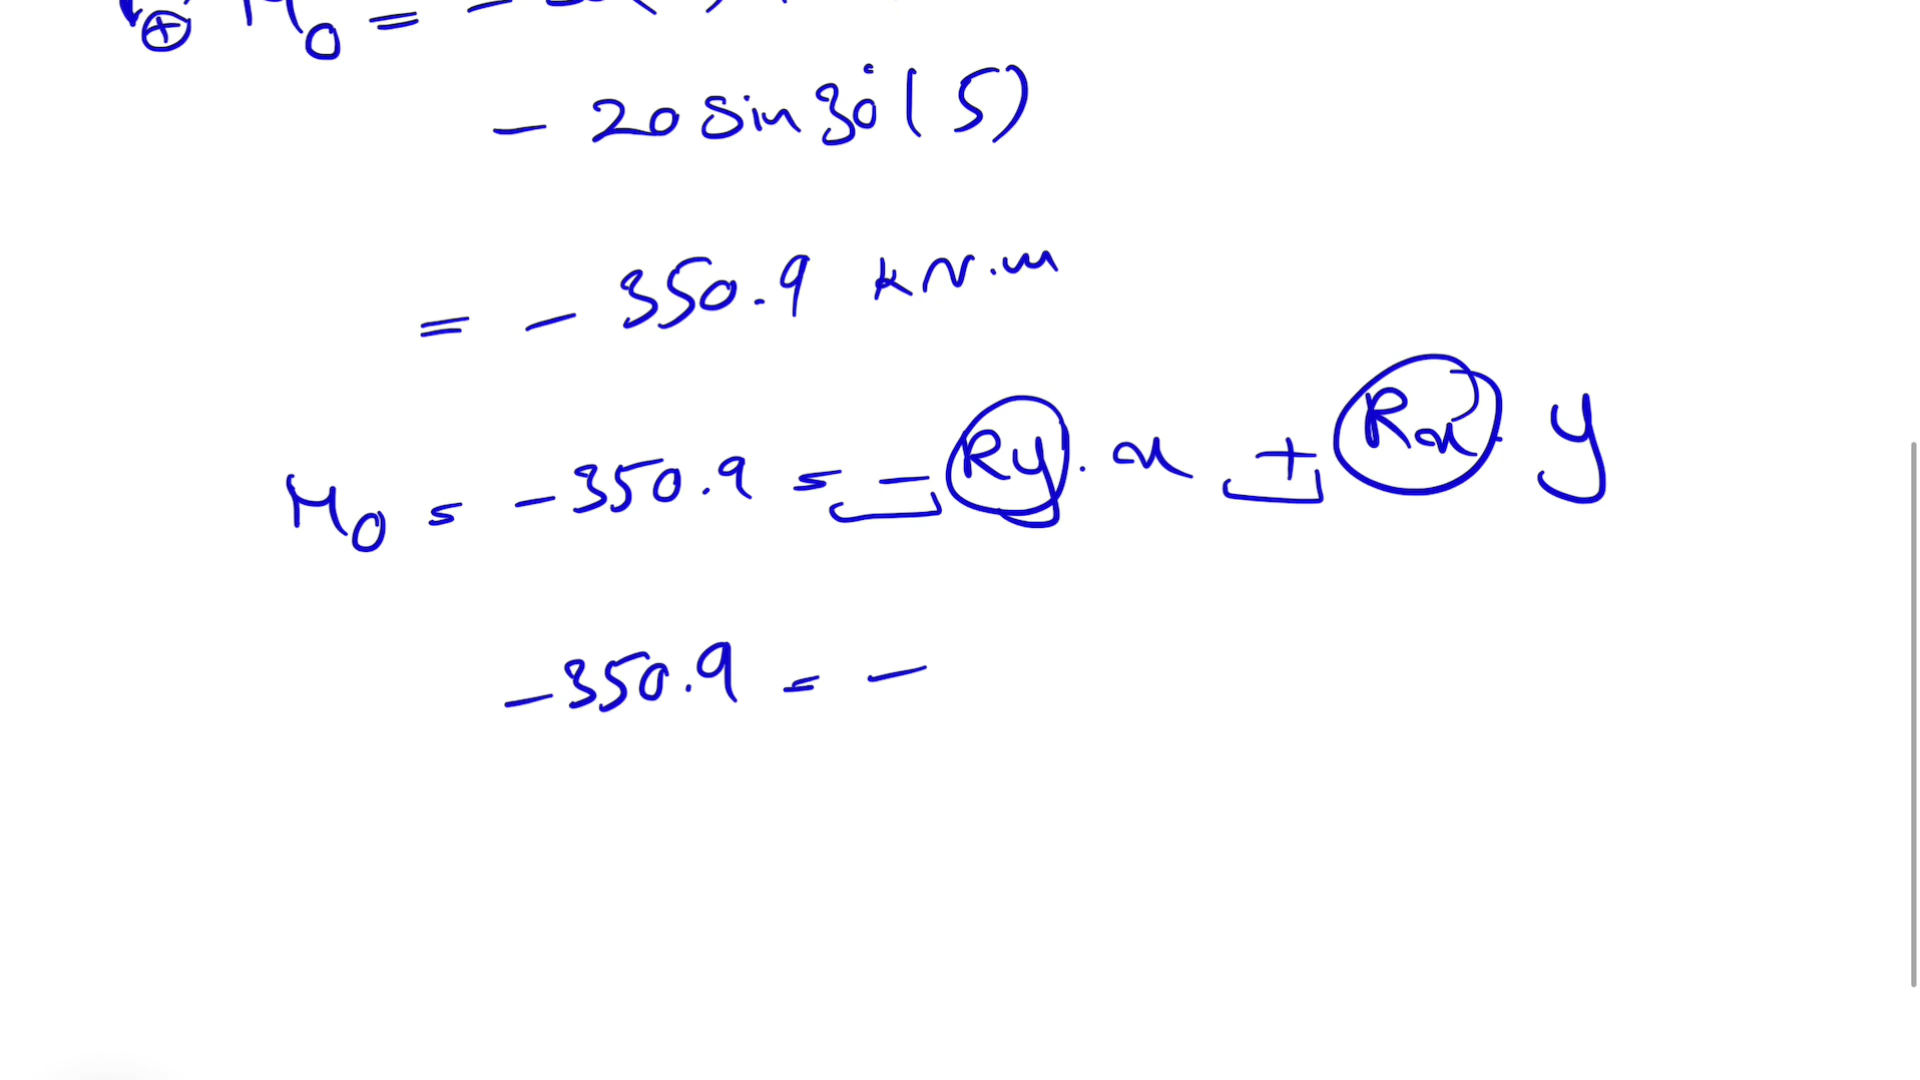 ⊕ M₀ = -
- 20 sin 30° (5)
= - 350.9 kN.m
M₀ = -350.9 = - Ry . x + Rx . y
-350.9 = -